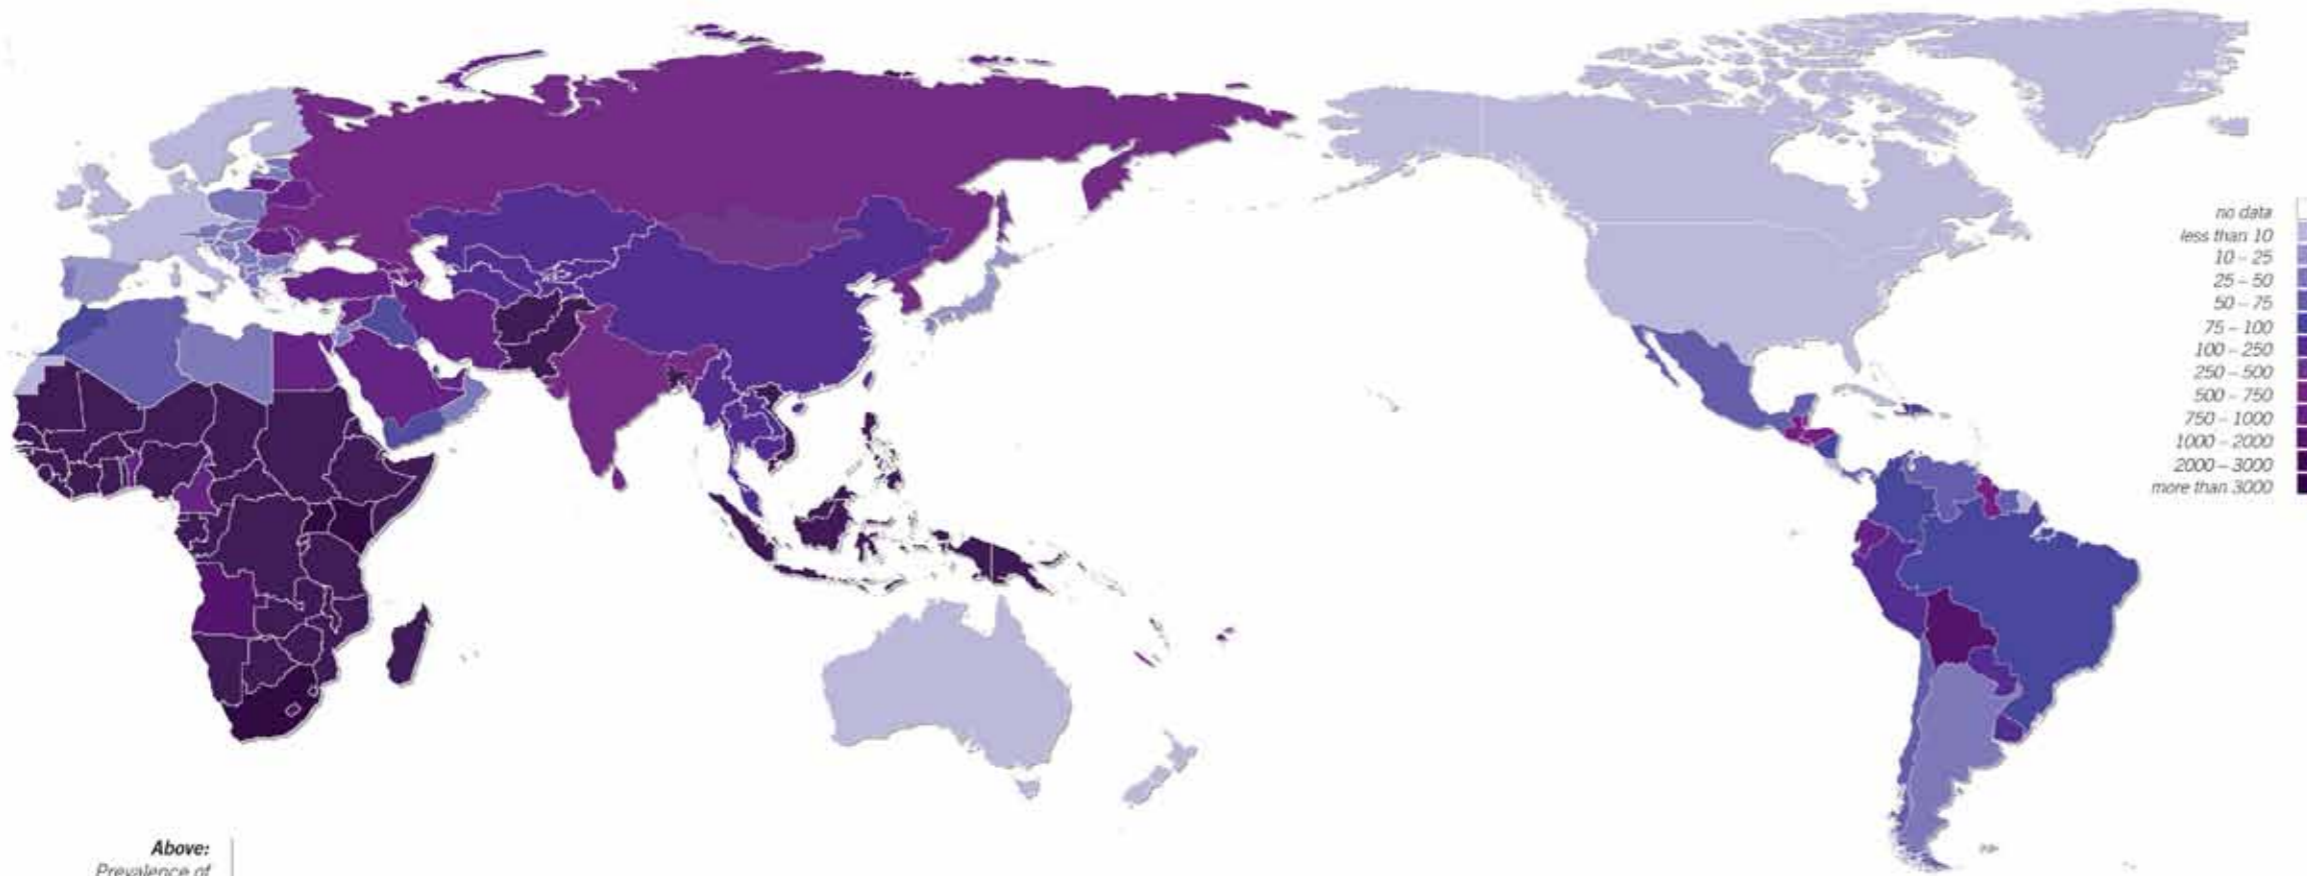 no data
less than 10
10 – 25
25 – 50
50 – 75
75 – 100
100 – 250
250 – 500
500 – 750
750 – 1000
1000 – 2000
2000 – 3000
more than 3000
Above:
Prevalence of